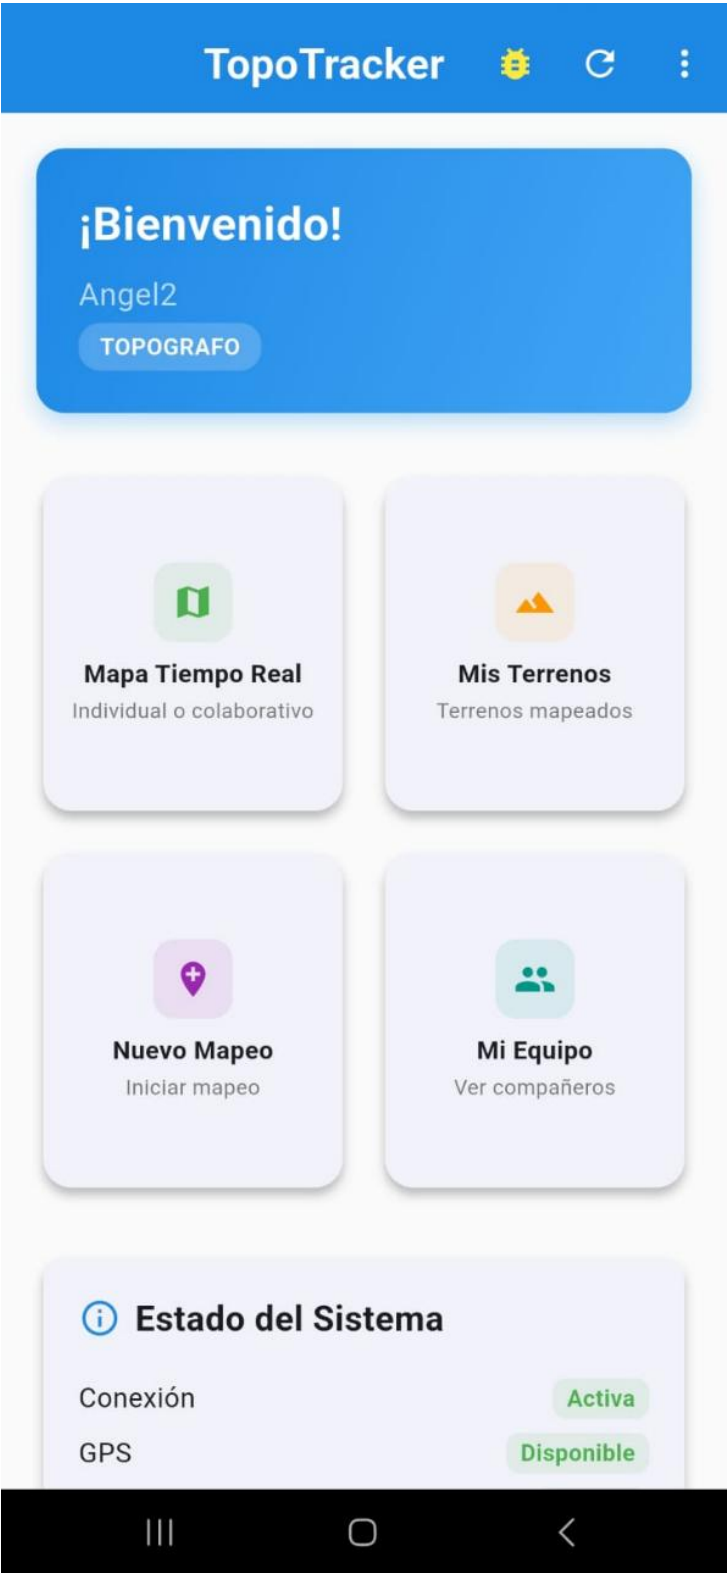 TopoTracker
¡Bienvenido!
Angel2
TOPOGRAFO
Mapa Tiempo Real
Individual o colaborativo
Mis Terrenos
Terrenos mapeados
Nuevo Mapeo
Iniciar mapeo
Mi Equipo
Ver compañeros
Estado del Sistema
Conexión Activa
GPS Disponible